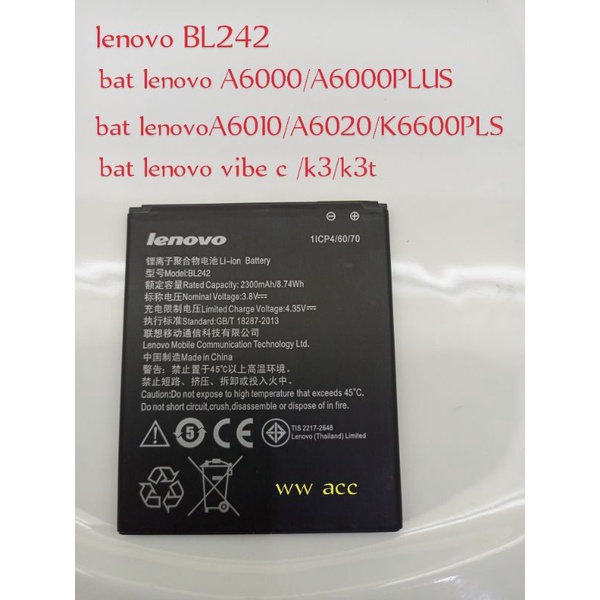 lenovo BL242
bat lenovo A6000/A6000PLUS
bat lenovoA6010/A6020/K6600PLS
bat lenovo vibe c /k3/k3t
lenovo
1ICP4/60/70
锂离子聚合物电池Li-ion Battery
型号Model:BL242
额定容量Rated Capacity: 2300mAh/8.74Wh
标称电压Nominal Voltage:3.8V⎓
充电限制电压Limited Charge Voltage:4.35V⎓
执行标准Standard:GB/T 18287-2013
联想移动通信科技有限公司
Lenovo Mobile Communication Technology Ltd.
中国制造Made in China
警告：禁止置于45℃以上高温环境。
禁止短路、挤压、拆卸或投入火中。
Caution:Do not expose to high temperature that exceeds 45℃.
Do not short circuit,crush,disassemble or dispose of in fire.
5
CE
TIS 2217-2548
Lenovo (Thailand) Limited
ww acc